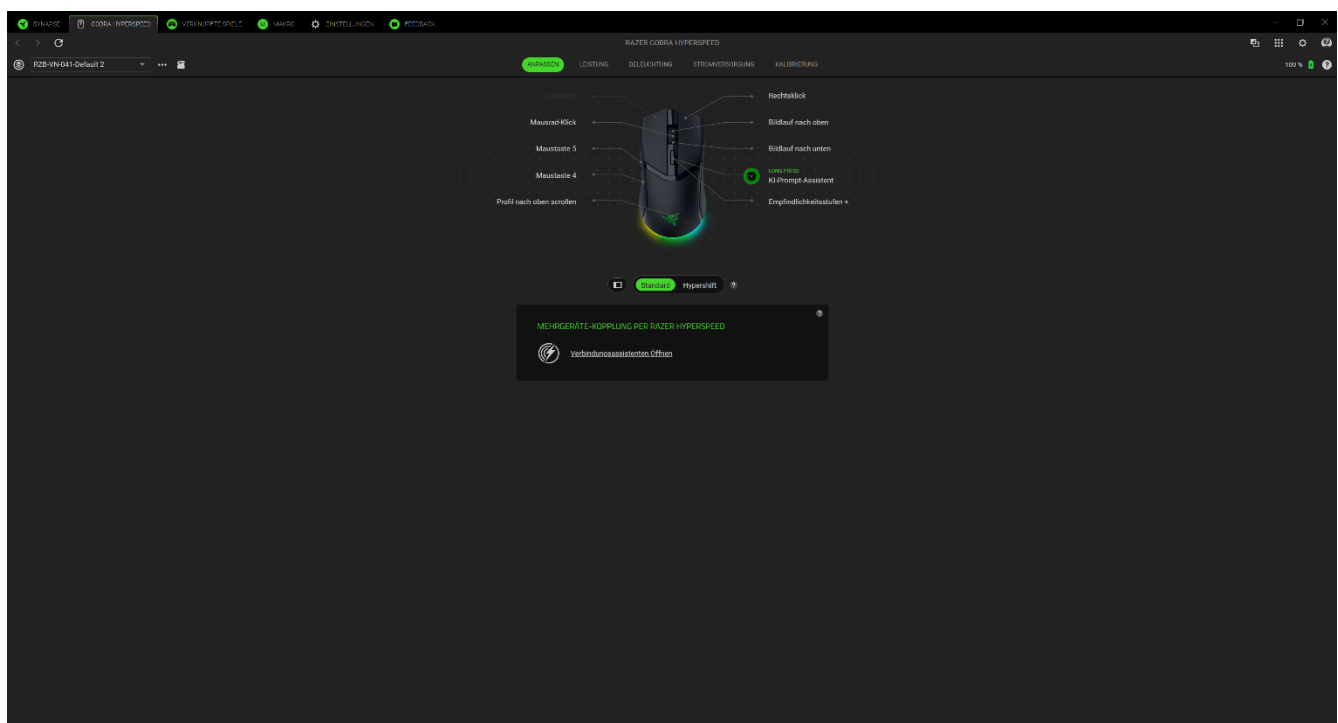 SYNAPSE
COBRA HYPERSPEED
VERKNÜPFTE SPIELE
MAKRO
EINSTELLUNGEN
FEEDBACK
RAZER COBRA HYPERSPEED
RZB-VN-041-Default 2
ANPASSEN
LEISTUNG
BELEUCHTUNG
STROMVERSORGUNG
KALIBRIERUNG
100 %
Rechtsklick
Mausrad-Klick
Bildlauf nach oben
Maustaste 5
Bildlauf nach unten
Maustaste 4
LONG PRESS
KI-Prompt-Assistent
Profil nach oben scrollen
Empfindlichkeitsstufen +
Standard
Hypershift
MEHRGERÄTE-KOPPLUNG PER RAZER HYPERSPEED
Verbindungsassistenten Öffnen